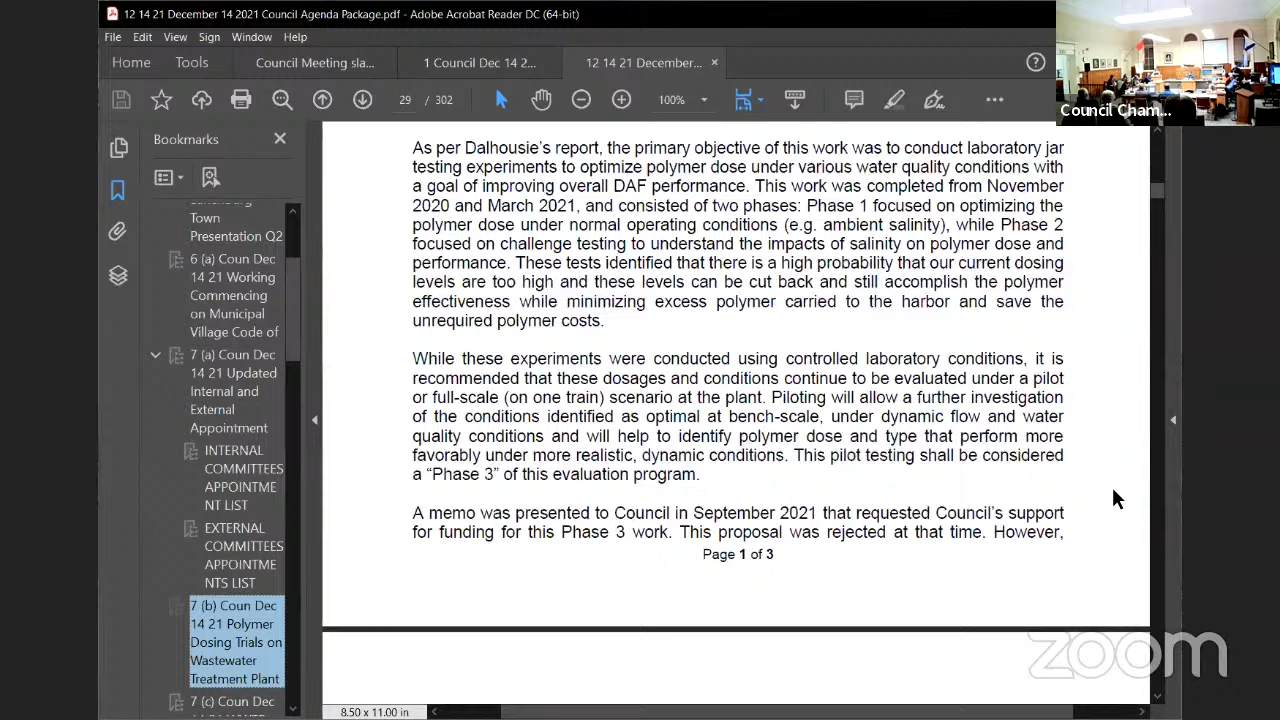 12 14 21 December 14 2021 Council Agenda Package.pdf - Adobe Acrobat Reader DC (64-bit)
File Edit View Sign Window Help
Home Tools Council Meeting sla... 1 Council Dec 14 2... 12 14 21 December... ×
29 / 302 100%
Council Cham...
Bookmarks
Town
Presentation Q2
6 (a) Coun Dec
14 21 Working
Commencing
on Municipal
Village Code of
7 (a) Coun Dec
14 21 Updated
Internal and
External
Appointment
INTERNAL
COMMITTEES
APPOINTME
NT LIST
EXTERNAL
COMMITTEES
APPOINTME
NTS LIST
7 (b) Coun Dec
14 21 Polymer
Dosing Trials on
Wastewater
Treatment Plant
7 (c) Coun Dec
As per Dalhousie's report, the primary objective of this work was to conduct laboratory jar
testing experiments to optimize polymer dose under various water quality conditions with
a goal of improving overall DAF performance. This work was completed from November
2020 and March 2021, and consisted of two phases: Phase 1 focused on optimizing the
polymer dose under normal operating conditions (e.g. ambient salinity), while Phase 2
focused on challenge testing to understand the impacts of salinity on polymer dose and
performance. These tests identified that there is a high probability that our current dosing
levels are too high and these levels can be cut back and still accomplish the polymer
effectiveness while minimizing excess polymer carried to the harbor and save the
unrequired polymer costs.
While these experiments were conducted using controlled laboratory conditions, it is
recommended that these dosages and conditions continue to be evaluated under a pilot
or full-scale (on one train) scenario at the plant. Piloting will allow a further investigation
of the conditions identified as optimal at bench-scale, under dynamic flow and water
quality conditions and will help to identify polymer dose and type that perform more
favorably under more realistic, dynamic conditions. This pilot testing shall be considered
a “Phase 3” of this evaluation program.
A memo was presented to Council in September 2021 that requested Council's support
for funding for this Phase 3 work. This proposal was rejected at that time. However,
Page 1 of 3
8.50 x 11.00 in
zoom